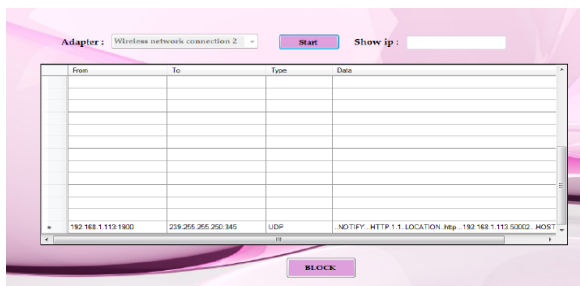 Adapter : Wireless network connection 2 Start Show ip :
From To Type Data
* 192.168.1.113:1900 239.255.255.250:345 UDP ..NOTIFY...HTTP 1.1..LOCATION..http...192.168.1.113.50002...HOST
BLOCK